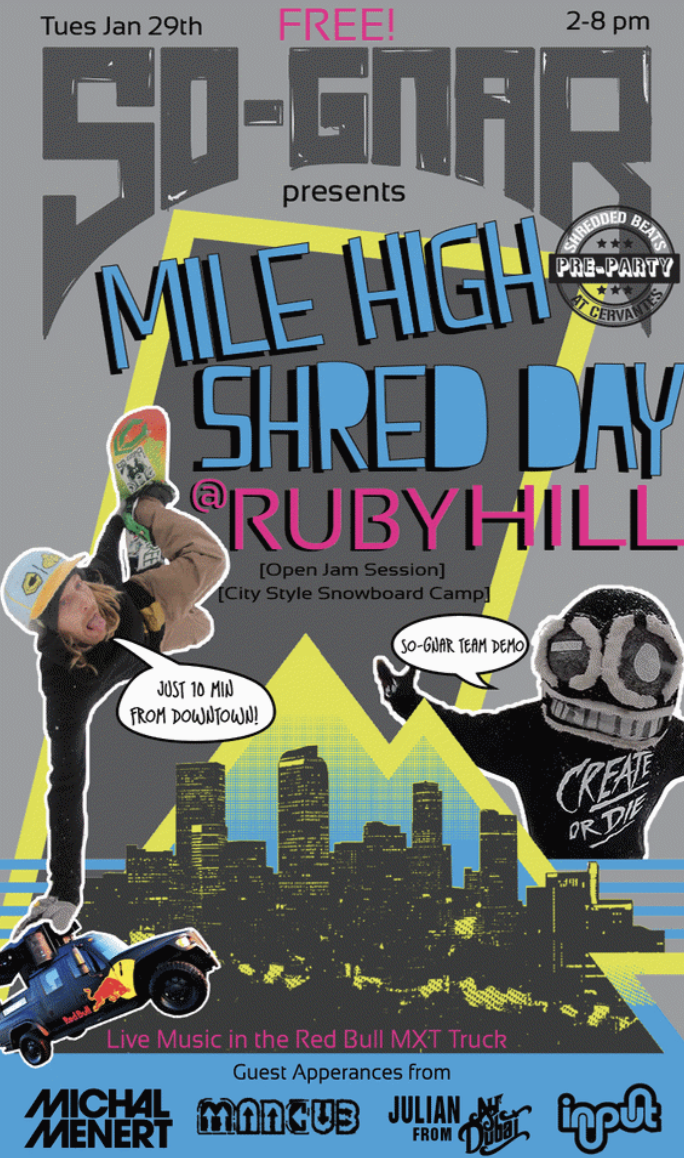 Tues Jan 29th
FREE!
2-8 pm
SO-GNAR
presents
SHREDDED BEATS
PRE-PARTY
AT CERVANTES
MILE HIGH
SHRED DAY
@RUBYHILL
[Open Jam Session]
[City Style Snowboard Camp]
SO-GNAR TEAM DEMO
JUST 10 MIN
FROM DOWNTOWN!
CREATE
OR DIE
Red Bull
Live Music in the Red Bull MXT Truck
Guest Apperances from
MICHAL
MENERT
MANCUB
JULIAN
FROM
Dubai
input